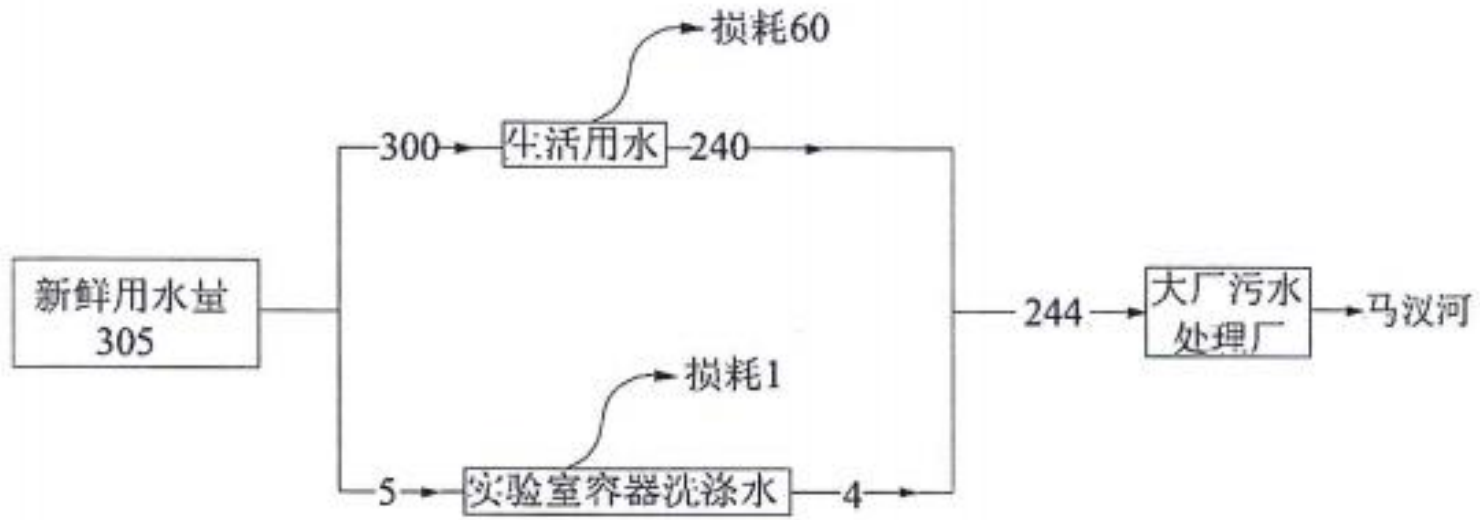 损耗60
300
生活用水
240
新鲜用水量
305
244
大厂污水
处理厂
马汊河
损耗1
5
实验室容器洗涤水
4